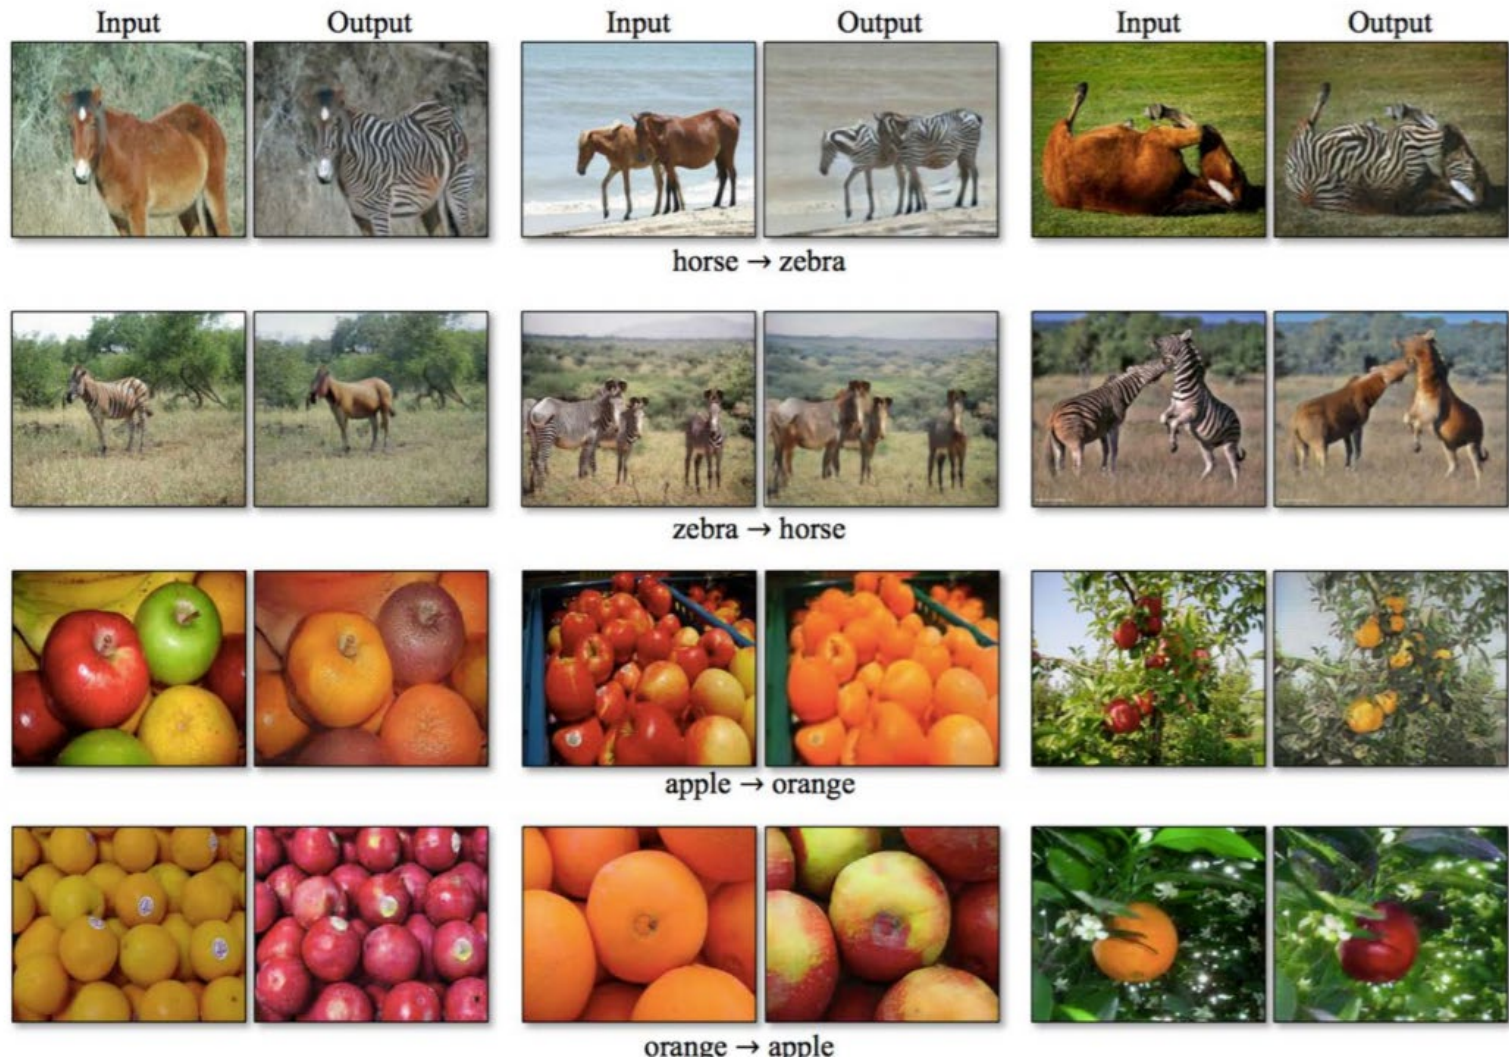 Input Output Input Output Input Output
horse → zebra
zebra → horse
apple → orange
orange → apple